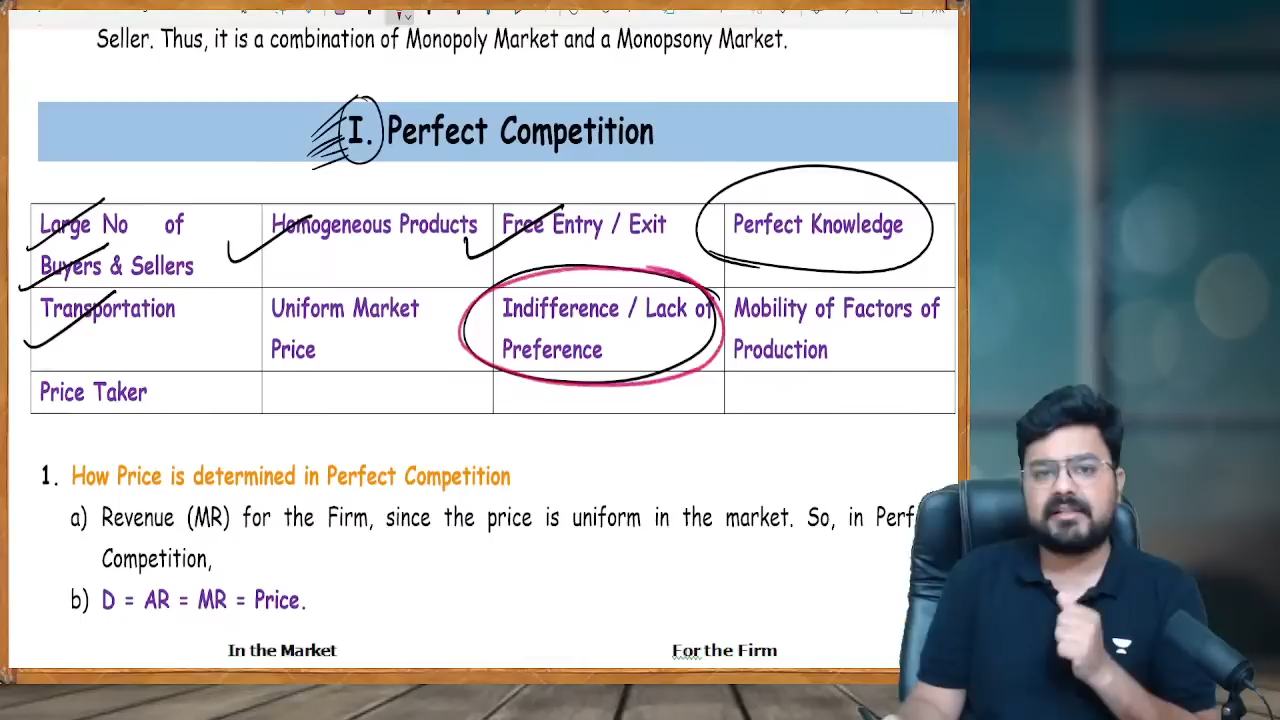 Seller. Thus, it is a combination of Monopoly Market and a Monopsony Market.
I. Perfect Competition
Large No of
Buyers & Sellers
Homogeneous Products
Free Entry / Exit
Perfect Knowledge
Transportation
Uniform Market
Price
Indifference / Lack of
Preference
Mobility of Factors of
Production
Price Taker
1. How Price is determined in Perfect Competition
a) Revenue (MR) for the Firm, since the price is uniform in the market. So, in Perf
Competition,
b) D = AR = MR = Price.
In the Market
For the Firm